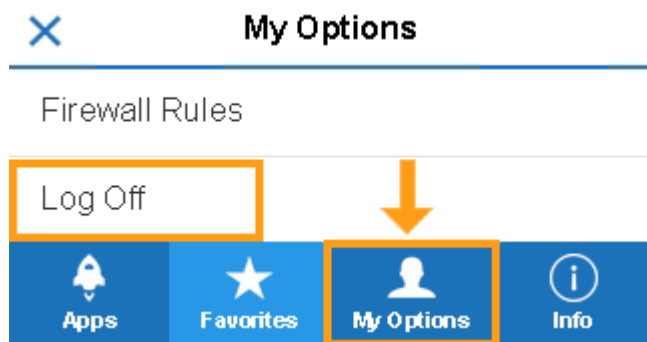 My Options
Firewall Rules
Log Off
Apps Favorites My Options Info